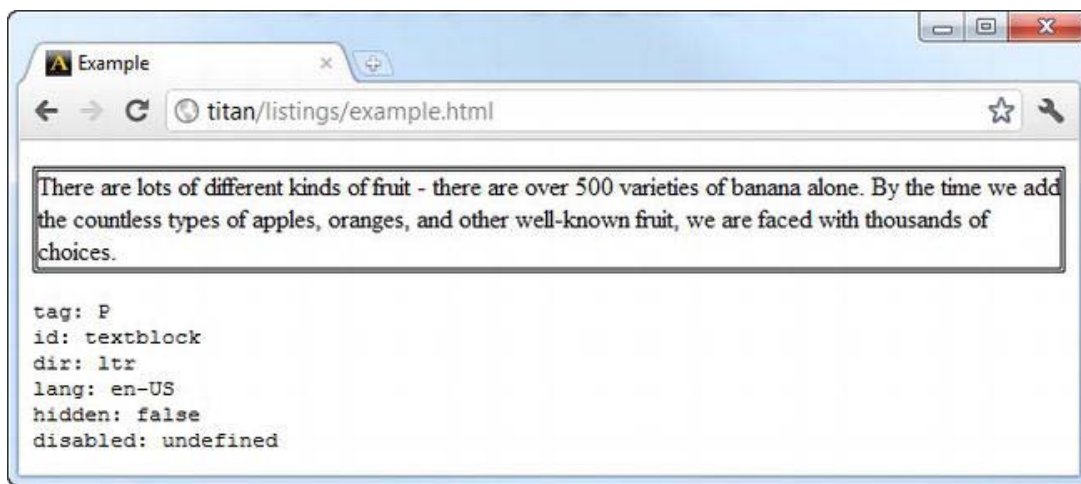 Example
titan/listings/example.html
There are lots of different kinds of fruit - there are over 500 varieties of banana alone. By the time we add
the countless types of apples, oranges, and other well-known fruit, we are faced with thousands of
choices.
tag: P
id: textblock
dir: ltr
lang: en-US
hidden: false
disabled: undefined